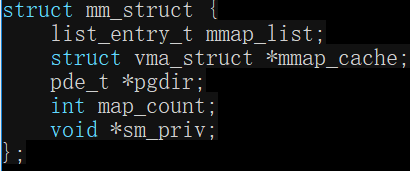 struct mm_struct {
    list_entry_t mmap_list;
    struct vma_struct *mmap_cache;
    pde_t *pgdir;
    int map_count;
    void *sm_priv;
};